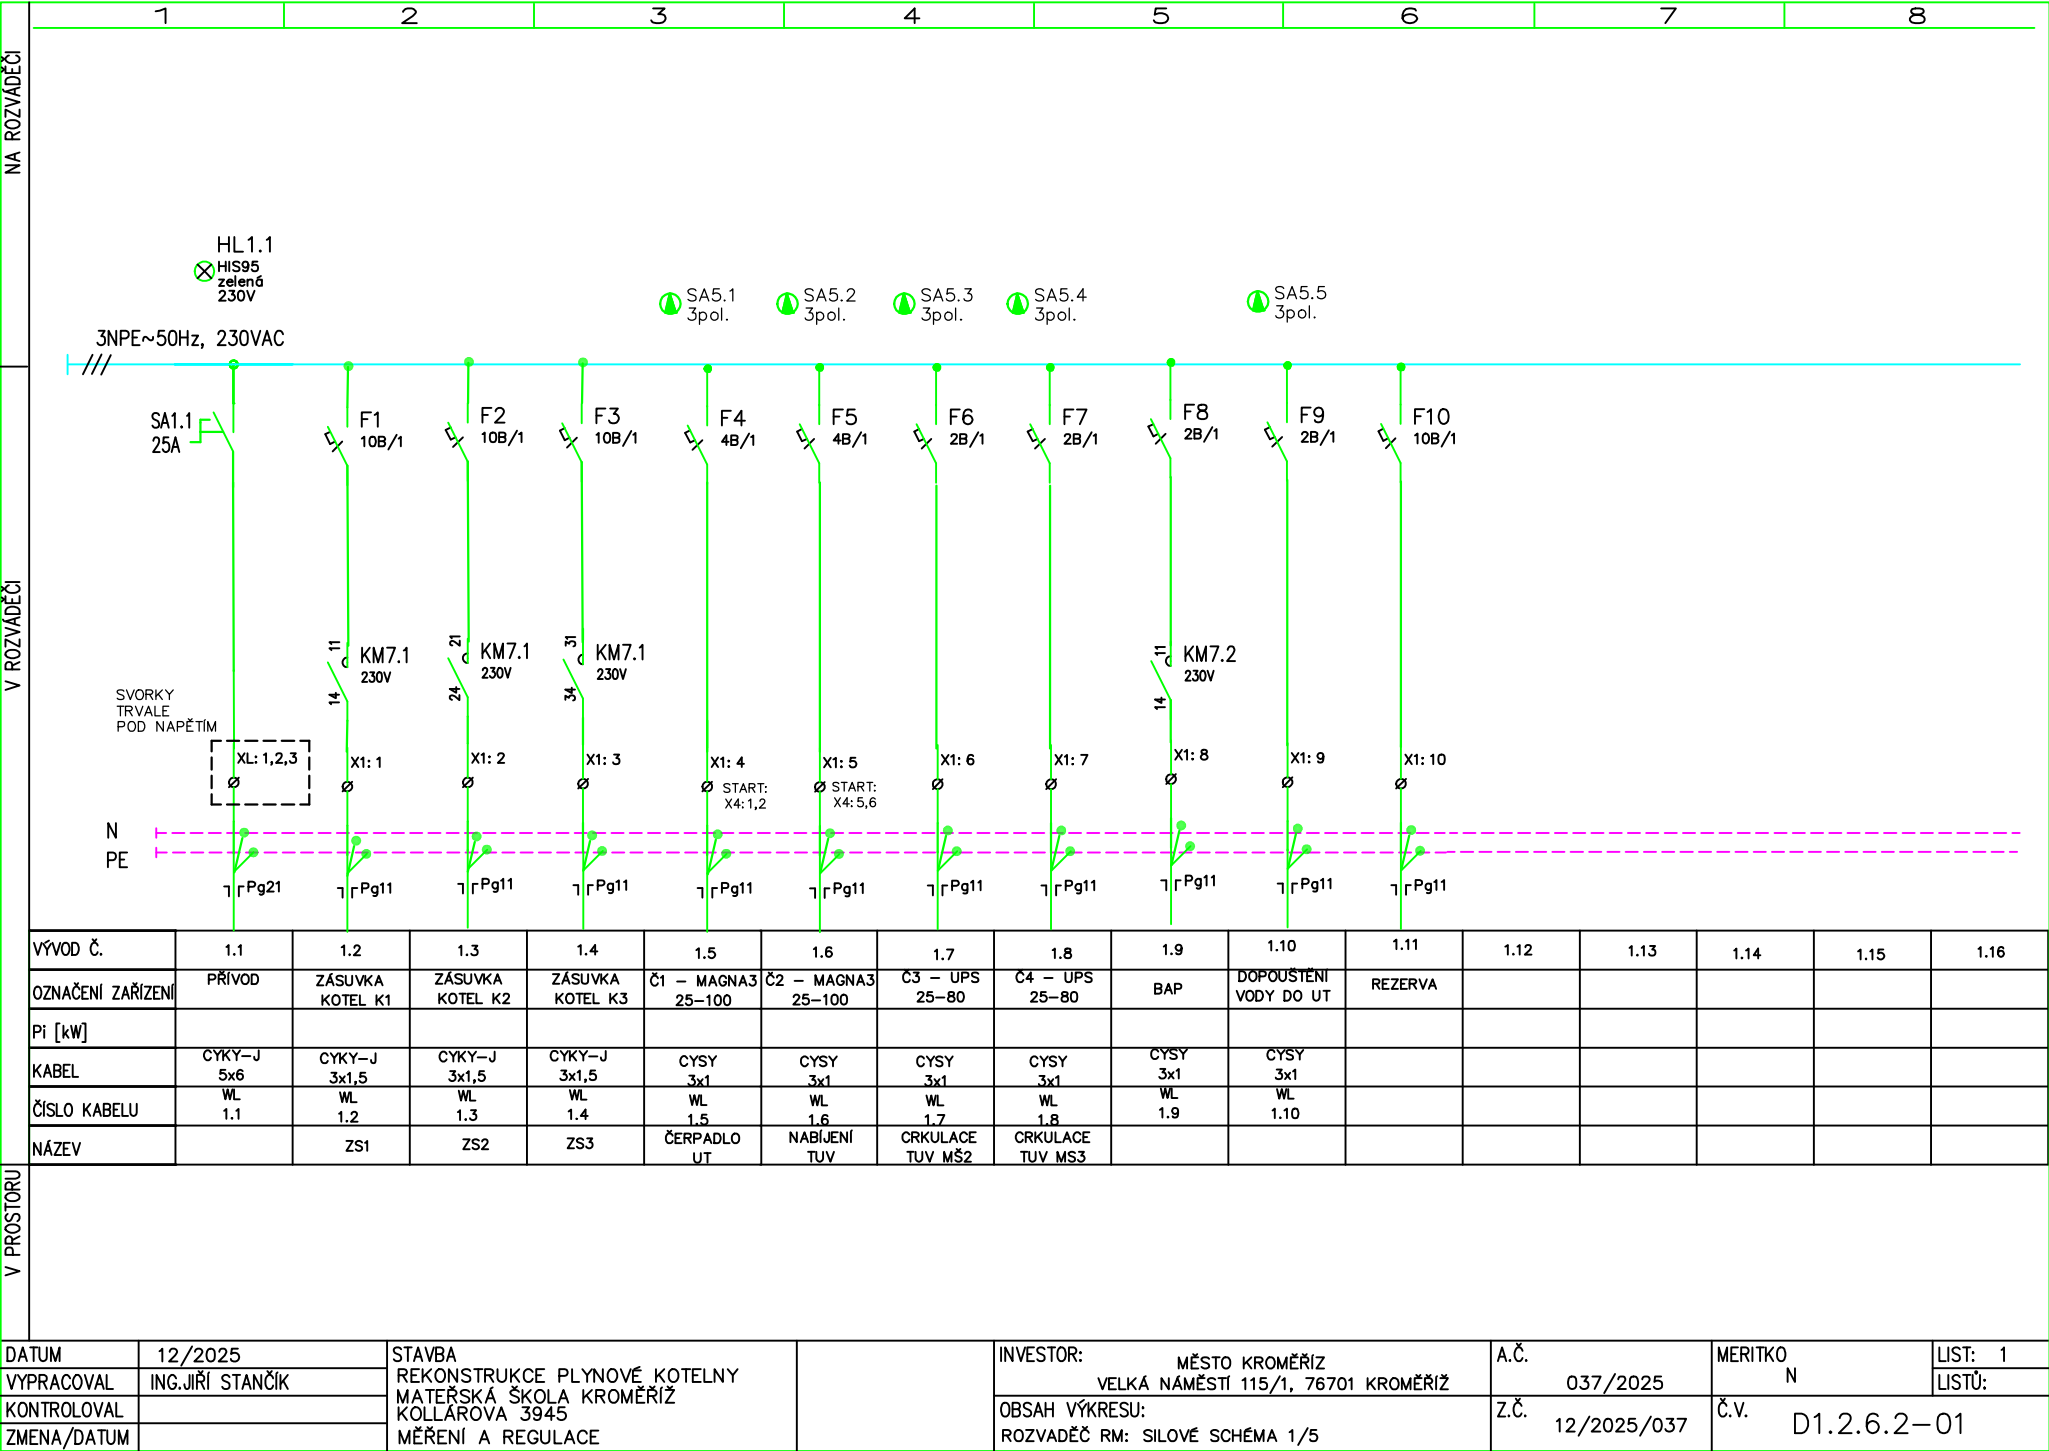 1 2 3 4 5 6 7 8
NA ROZVÁDĚČI
HL1.1
HIS95
zelená
230V
SA5.1
3pol.
SA5.2
3pol.
SA5.3
3pol.
SA5.4
3pol.
SA5.5
3pol.
3NPE~50Hz, 230VAC
V ROZVÁDĚČI
SA1.1
25A
F1
10B/1
F2
10B/1
F3
10B/1
F4
4B/1
F5
4B/1
F6
2B/1
F7
2B/1
F8
2B/1
F9
2B/1
F10
10B/1
11
14
KM7.1
230V
21
24
KM7.1
230V
31
34
KM7.1
230V
11
14
KM7.2
230V
SVORKY
TRVALE
POD NAPĚTÍM
XL: 1,2,3
X1: 1
X1: 2
X1: 3
X1: 4
START:
X4: 1,2
X1: 5
START:
X4: 5,6
X1: 6
X1: 7
X1: 8
X1: 9
X1: 10
N
PE
Pg21 Pg11 Pg11 Pg11 Pg11 Pg11 Pg11 Pg11 Pg11 Pg11 Pg11
VÝVOD Č. 1.1 1.2 1.3 1.4 1.5 1.6 1.7 1.8 1.9 1.10 1.11 1.12 1.13 1.14 1.15 1.16
OZNAČENÍ ZAŘÍZENÍ
PŘÍVOD
ZÁSUVKA
KOTEL K1
ZÁSUVKA
KOTEL K2
ZÁSUVKA
KOTEL K3
Č1 – MAGNA3
25–100
Č2 – MAGNA3
25–100
Č3 – UPS
25–80
Č4 – UPS
25–80
BAP
DOPOUŠTĚNÍ
VODY DO UT
REZERVA
Pi [kW]
KABEL
CYKY–J
5x6
CYKY–J
3x1,5
CYKY–J
3x1,5
CYKY–J
3x1,5
CYSY
3x1
CYSY
3x1
CYSY
3x1
CYSY
3x1
CYSY
3x1
CYSY
3x1
ČÍSLO KABELU
WL
1.1
WL
1.2
WL
1.3
WL
1.4
WL
1.5
WL
1.6
WL
1.7
WL
1.8
WL
1.9
WL
1.10
NÁZEV
ZS1
ZS2
ZS3
ČERPADLO
UT
NABÍJENÍ
TUV
CRKULACE
TUV MŠ2
CRKULACE
TUV MS3
V PROSTORU
DATUM 12/2025
VYPRACOVAL ING.JIŘÍ STANČÍK
KONTROLOVAL
ZMENA/DATUM
STAVBA
REKONSTRUKCE PLYNOVÉ KOTELNY
MATEŘSKÁ ŠKOLA KROMĚŘÍŽ
KOLLÁROVA 3945
MĚŘENÍ A REGULACE
INVESTOR:
MĚSTO KROMĚŘÍZ
VELKÁ NÁMĚSTÍ 115/1, 76701 KROMĚŘÍŽ
OBSAH VÝKRESU:
ROZVADĚČ RM: SILOVÉ SCHÉMA 1/5
A.Č.
037/2025
Z.Č.
12/2025/037
MERITKO
N
Č.V.
D1.2.6.2–01
LIST: 1
LISTŮ: